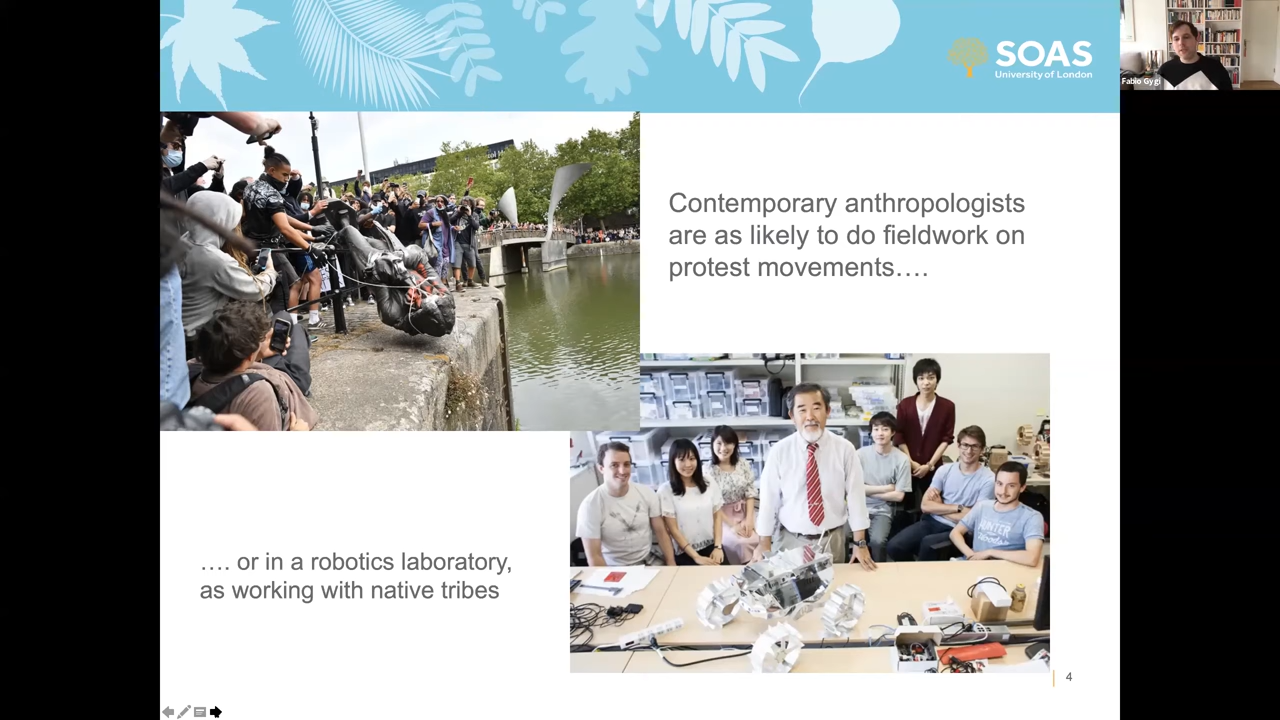 SOAS
University of London
Fabio Gygi
Contemporary anthropologists
are as likely to do fieldwork on
protest movements….
…. or in a robotics laboratory,
as working with native tribes
HUNTER
4